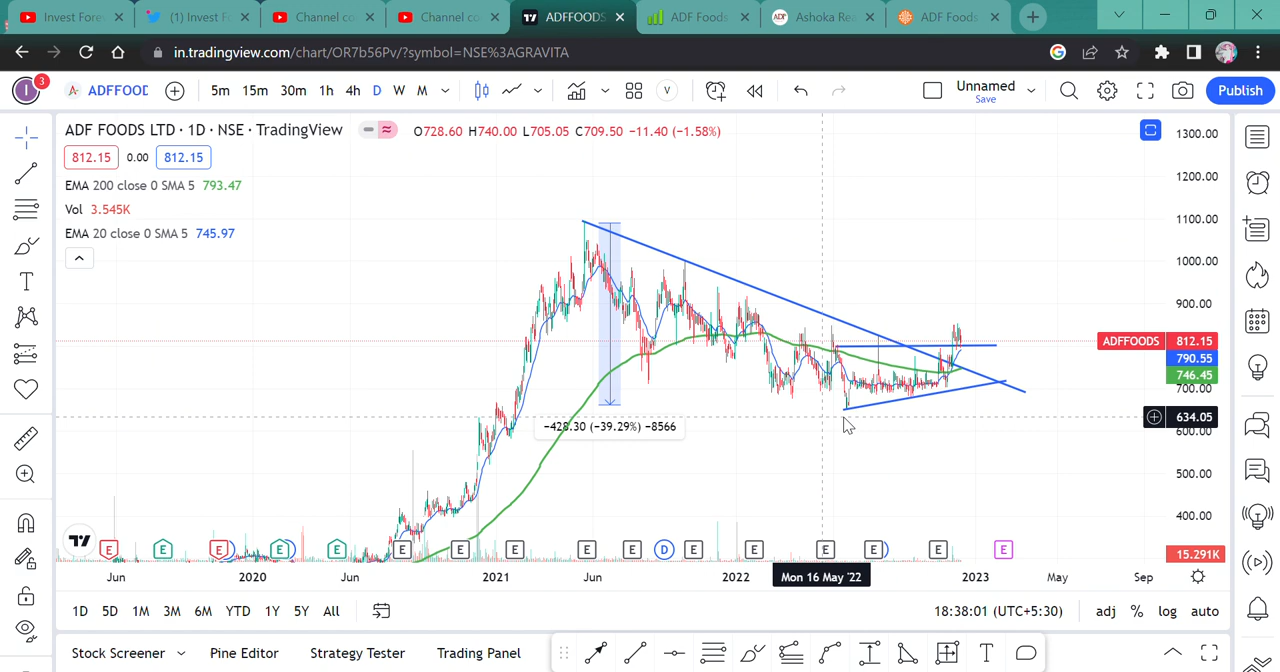 Invest Fores
(1) Invest F
Channel co
Channel co
ADFFOODS
ADF Foods
Ashoka Rea
ADF Foods
in.tradingview.com/chart/OR7b56Pv/?symbol=NSE%3AGRAVITA
I 3 A ADFFOOD 5m 15m 30m 1h 4h D W M V Unnamed Save Publish
ADF FOODS LTD · 1D · NSE · TradingView O728.60 H740.00 L705.05 C709.50 −11.40 (−1.58%)
812.15 0.00 812.15
EMA 200 close 0 SMA 5 793.47
Vol 3.545K
EMA 20 close 0 SMA 5 745.97
1300.00
1200.00
1100.00
1000.00
900.00
ADFFOODS 812.15
790.55
746.45
700.00
634.05
600.00
500.00
400.00
15.291K
−428.30 (−39.29%) −8566
E E E E E E E E E E D E E E E E E
Jun 2020 Jun 2021 Jun 2022 Mon 16 May '22 2023 May Sep
1D 5D 1M 3M 6M YTD 1Y 5Y All 18:38:01 (UTC+5:30) adj % log auto
Stock Screener Pine Editor Strategy Tester Trading Panel